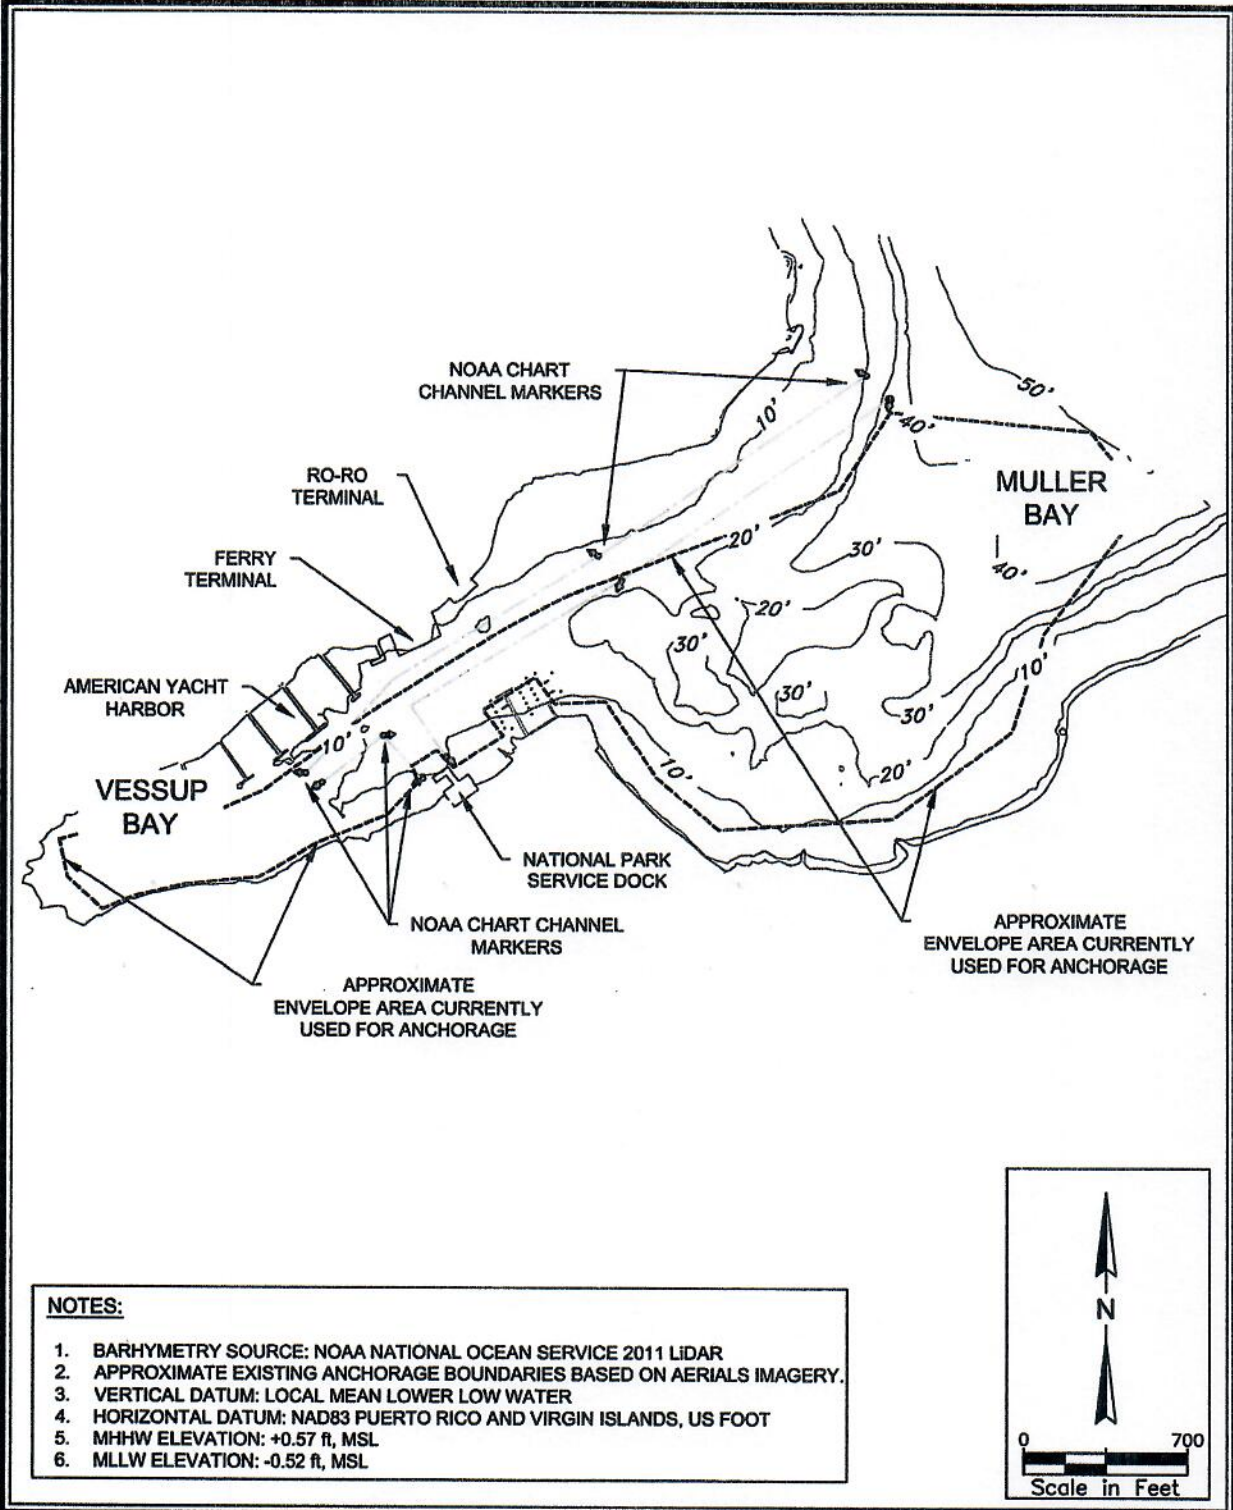 NOAA CHART
CHANNEL MARKERS
50'
10'
40'
RO-RO
TERMINAL
MULLER
BAY
20'
30'
FERRY
TERMINAL
40'
20'
30'
10'
AMERICAN YACHT
HARBOR
30'
30'
10'
10'
20'
VESSUP
BAY
NATIONAL PARK
SERVICE DOCK
NOAA CHART CHANNEL
MARKERS
APPROXIMATE
ENVELOPE AREA CURRENTLY
USED FOR ANCHORAGE
APPROXIMATE
ENVELOPE AREA CURRENTLY
USED FOR ANCHORAGE
N
0 700
Scale in Feet
NOTES:
1. BARHYMETRY SOURCE: NOAA NATIONAL OCEAN SERVICE 2011 LiDAR
2. APPROXIMATE EXISTING ANCHORAGE BOUNDARIES BASED ON AERIALS IMAGERY.
3. VERTICAL DATUM: LOCAL MEAN LOWER LOW WATER
4. HORIZONTAL DATUM: NAD83 PUERTO RICO AND VIRGIN ISLANDS, US FOOT
5. MHHW ELEVATION: +0.57 ft, MSL
6. MLLW ELEVATION: -0.52 ft, MSL